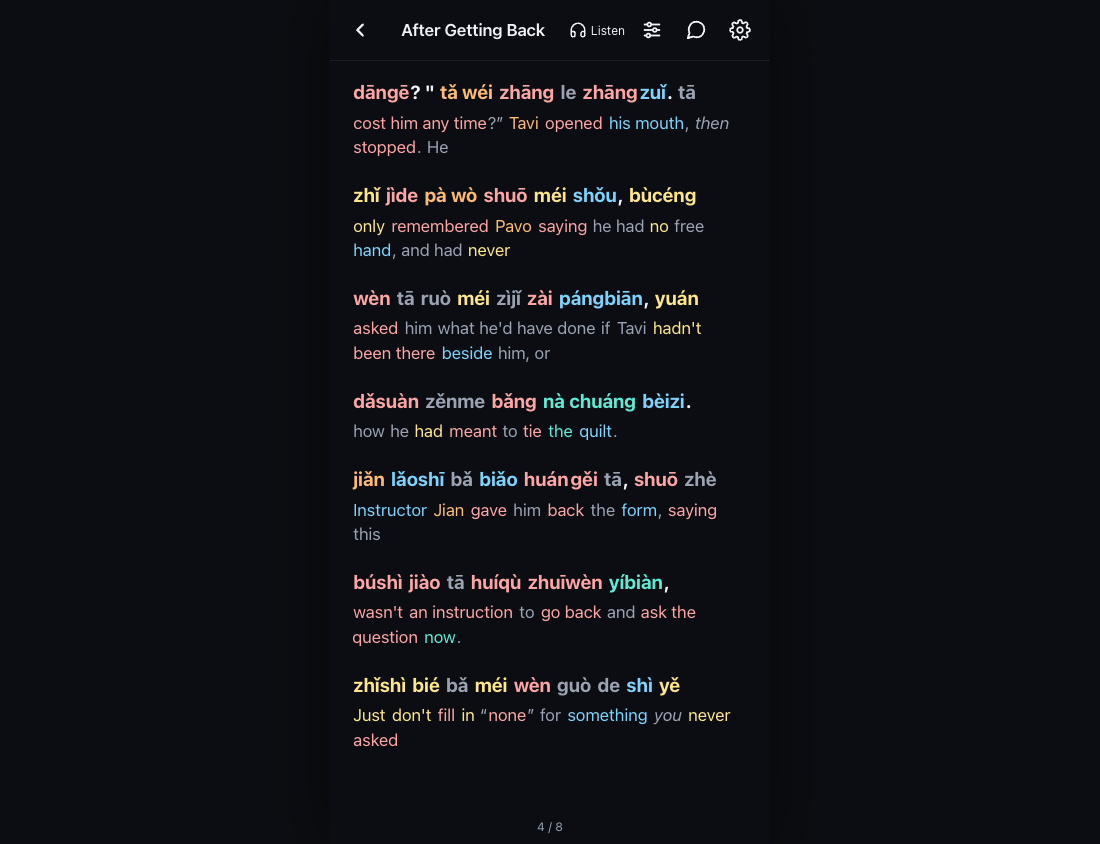 After Getting Back
Listen
dāngē? " tǎ wéi zhāng le zhāng zuǐ. tā
cost him any time?” Tavi opened his mouth, then
stopped. He
zhǐ jìde pà wò shuō méi shǒu, bùcéng
only remembered Pavo saying he had no free
hand, and had never
wèn tā ruò méi zìjǐ zài pángbiān, yuán
asked him what he'd have done if Tavi hadn't
been there beside him, or
dǎsuàn zěnme bǎng nà chuáng bèizi.
how he had meant to tie the quilt.
jiǎn lǎoshī bǎ biǎo huán gěi tā, shuō zhè
Instructor Jian gave him back the form, saying
this
búshì jiào tā huíqù zhuīwèn yíbiàn,
wasn't an instruction to go back and ask the
question now.
zhǐshì bié bǎ méi wèn guò de shì yě
Just don't fill in “none” for something you never
asked
4 / 8